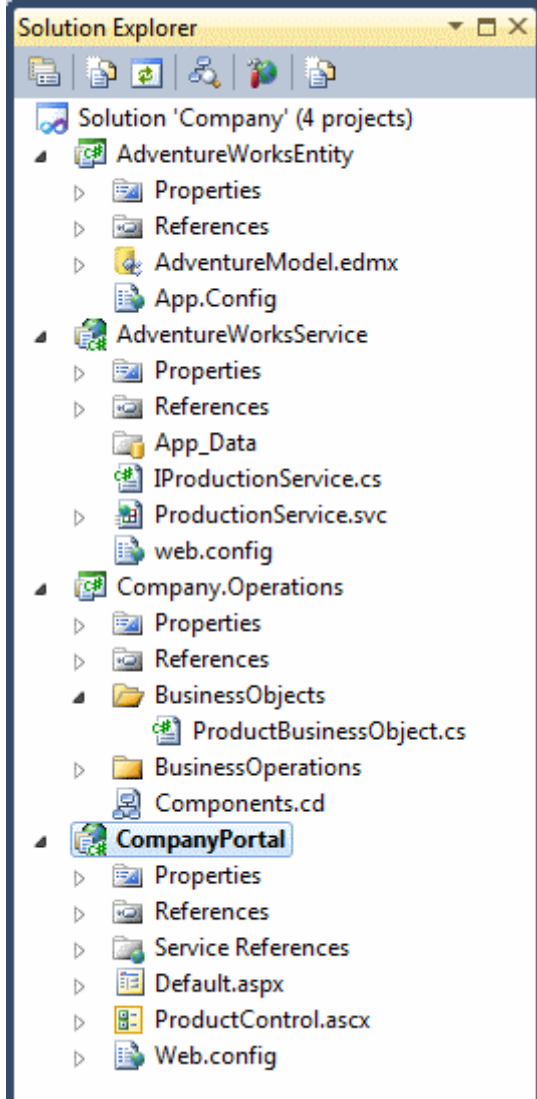 Solution Explorer
Solution 'Company' (4 projects)
AdventureWorksEntity
Properties
References
AdventureModel.edmx
App.Config
AdventureWorksService
Properties
References
App_Data
IProductionService.cs
ProductionService.svc
web.config
Company.Operations
Properties
References
BusinessObjects
ProductBusinessObject.cs
BusinessOperations
Components.cd
CompanyPortal
Properties
References
Service References
Default.aspx
ProductControl.ascx
Web.config